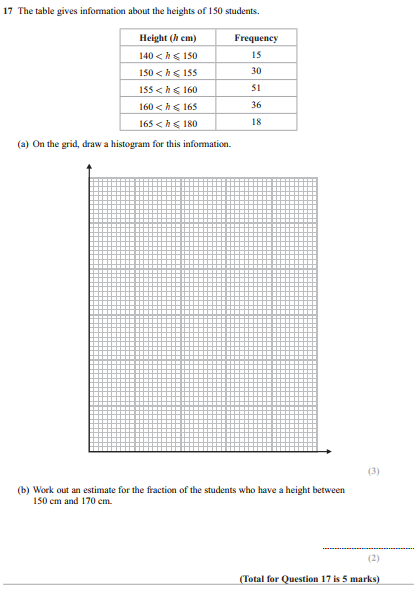 17 The table gives information about the heights of 150 students.
Height (h cm) Frequency
140 < h ⩽ 150 15
150 < h ⩽ 155 30
155 < h ⩽ 160 51
160 < h ⩽ 165 36
165 < h ⩽ 180 18
(a) On the grid, draw a histogram for this information.
(3)
(b) Work out an estimate for the fraction of the students who have a height between
150 cm and 170 cm.
(2)
(Total for Question 17 is 5 marks)